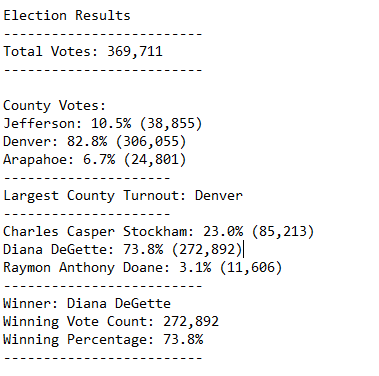 Election Results
-------------------------
Total Votes: 369,711
-------------------------
County Votes:
Jefferson: 10.5% (38,855)
Denver: 82.8% (306,055)
Arapahoe: 6.7% (24,801)
---------------------
Largest County Turnout: Denver
---------------------
Charles Casper Stockham: 23.0% (85,213)
Diana DeGette: 73.8% (272,892)
Raymon Anthony Doane: 3.1% (11,606)
-------------------------
Winner: Diana DeGette
Winning Vote Count: 272,892
Winning Percentage: 73.8%
-------------------------